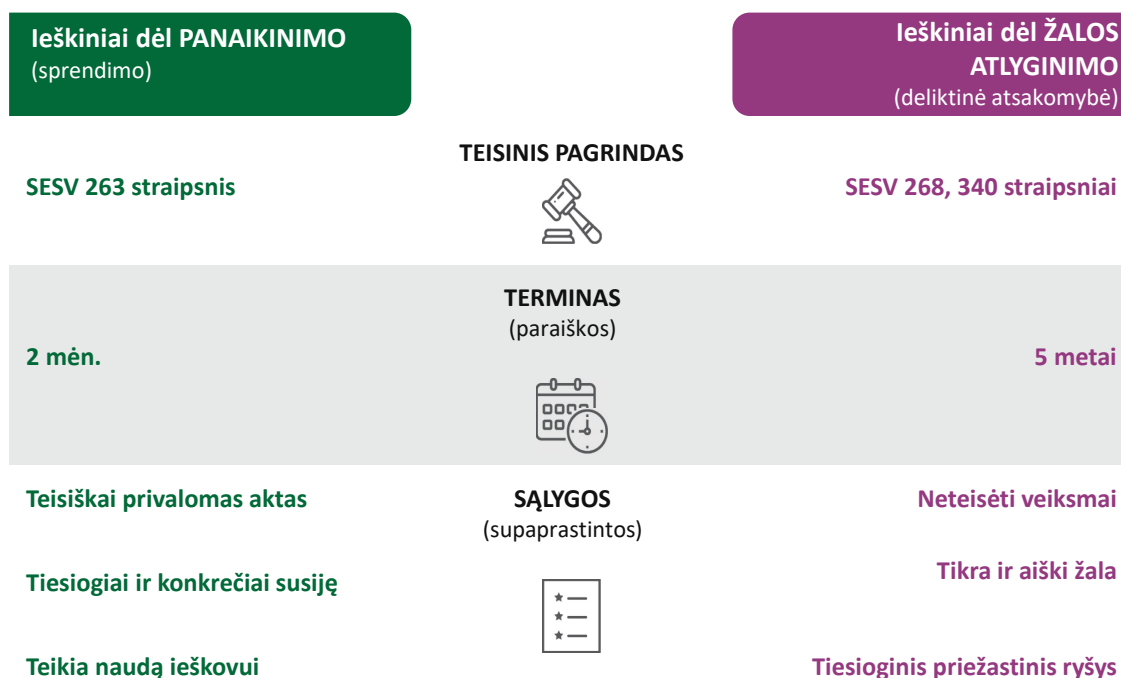 Ieškiniai dėl PANAIKINIMO
(sprendimo)
Ieškiniai dėl ŽALOS
ATLYGINIMO
(deliktinė atsakomybė)
TEISINIS PAGRINDAS
SESV 263 straipsnis
SESV 268, 340 straipsniai
TERMINAS
(paraiškos)
2 mėn.
5 metai
SĄLYGOS
(supaprastintos)
Teisiškai privalomas aktas
Neteisėti veiksmai
Tiesiogiai ir konkrečiai susiję
Tikra ir aiški žala
Teikia naudą ieškovui
Tiesioginis priežastinis ryšys